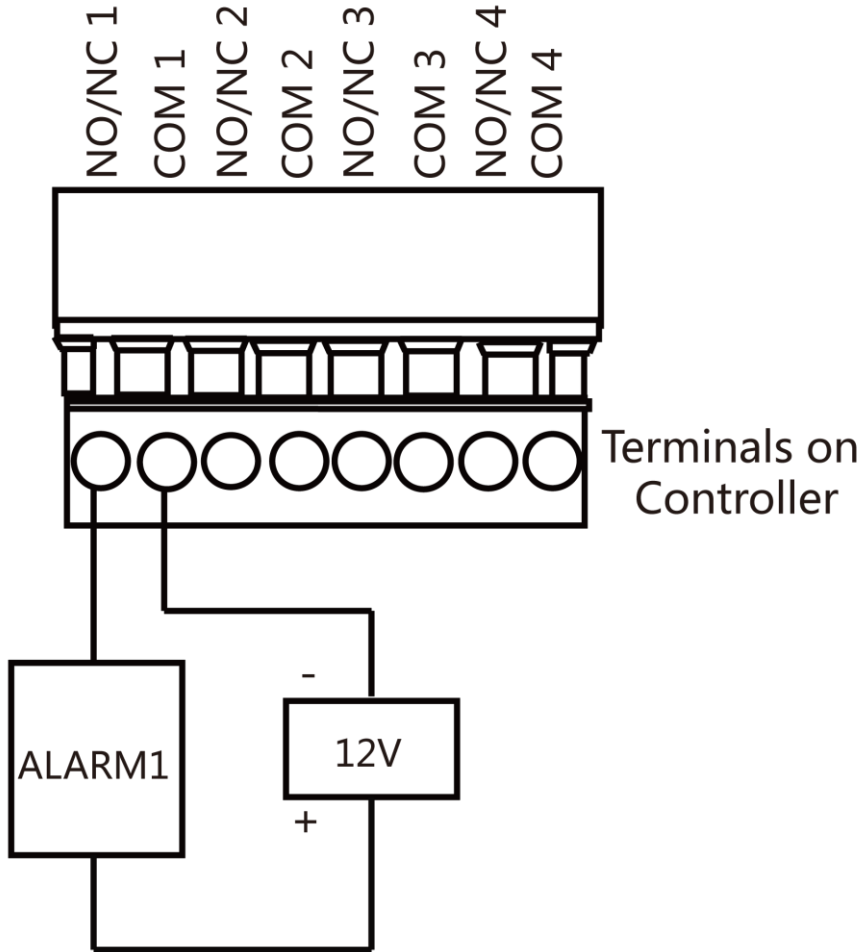 NO/NC 1
COM 1
NO/NC 2
COM 2
NO/NC 3
COM 3
NO/NC 4
COM 4
Terminals on
Controller
-
ALARM1
12V
+